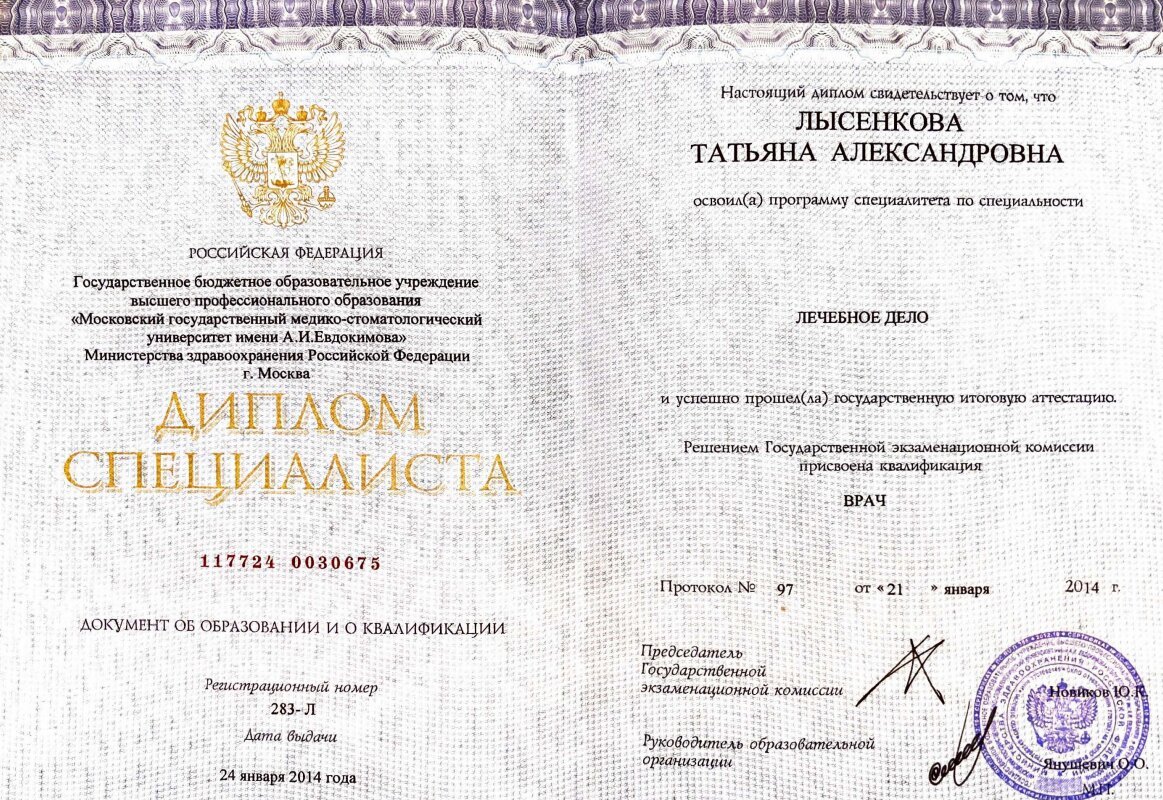 РОССИЙСКАЯ ФЕДЕРАЦИЯ
Государственное бюджетное образовательное учреждение
высшего профессионального образования
«Московский государственный медико-стоматологический
университет имени А.И.Евдокимова»
Министерства здравоохранения Российской Федерации
г. Москва
ДИПЛОМ
СПЕЦИАЛИСТА
117724 0030675
ДОКУМЕНТ ОБ ОБРАЗОВАНИИ И О КВАЛИФИКАЦИИ
Регистрационный номер
283- Л
Дата выдачи
24 января 2014 года
Настоящий диплом свидетельствует о том, что
ЛЫСЕНКОВА
ТАТЬЯНА АЛЕКСАНДРОВНА
освоил(а) программу специалитета по специальности
ЛЕЧЕБНОЕ ДЕЛО
и успешно прошел(ла) государственную итоговую аттестацию.
Решением Государственной экзаменационной комиссии
присвоена квалификация
ВРАЧ
Протокол № 97 от «21 » января 2014 г.
Председатель
Государственной
экзаменационной комиссии
Новиков Ю.К.
Руководитель образовательной
организации
Янушевич О.О.
М.П.